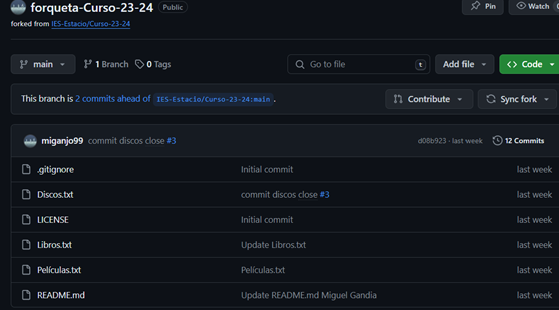 forqueta-Curso-23-24 Public Pin Watch
forked from IES-Estacio/Curso-23-24
main 1 Branch 0 Tags Go to file t Add file Code
This branch is 2 commits ahead of IES-Estacio/Curso-23-24:main . Contribute Sync fork
miganjo99 commit discos close #3 d08b923 · last week 12 Commits
.gitignore Initial commit last week
Discos.txt commit discos close #3 last week
LICENSE Initial commit last week
Libros.txt Update Libros.txt last week
Películas.txt Películas.txt last week
README.md Update README.md Miguel Gandia last week